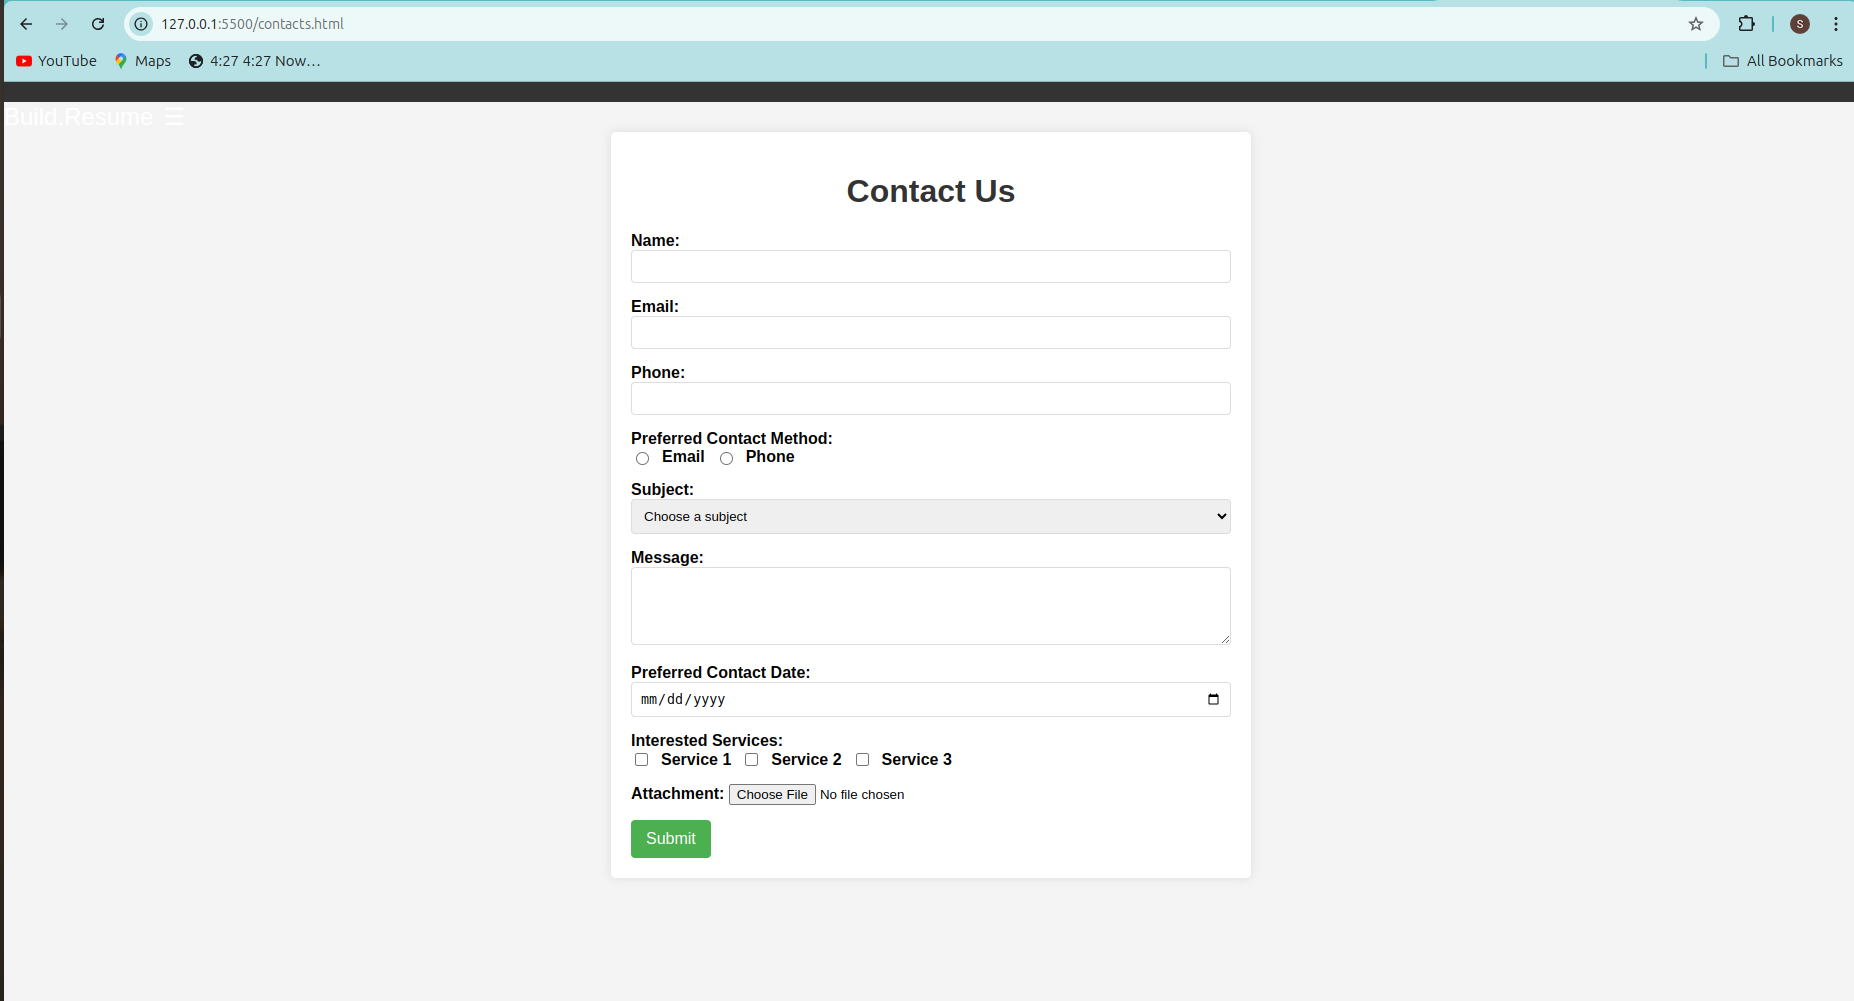 127.0.0.1:5500/contacts.html
S
YouTube Maps 4:27 4:27 Now… All Bookmarks
Build.Resume ☰
Contact Us
Name:
Email:
Phone:
Preferred Contact Method:
Email Phone
Subject:
Choose a subject
Message:
Preferred Contact Date:
mm/dd/yyyy
Interested Services:
Service 1 Service 2 Service 3
Attachment: Choose File No file chosen
Submit